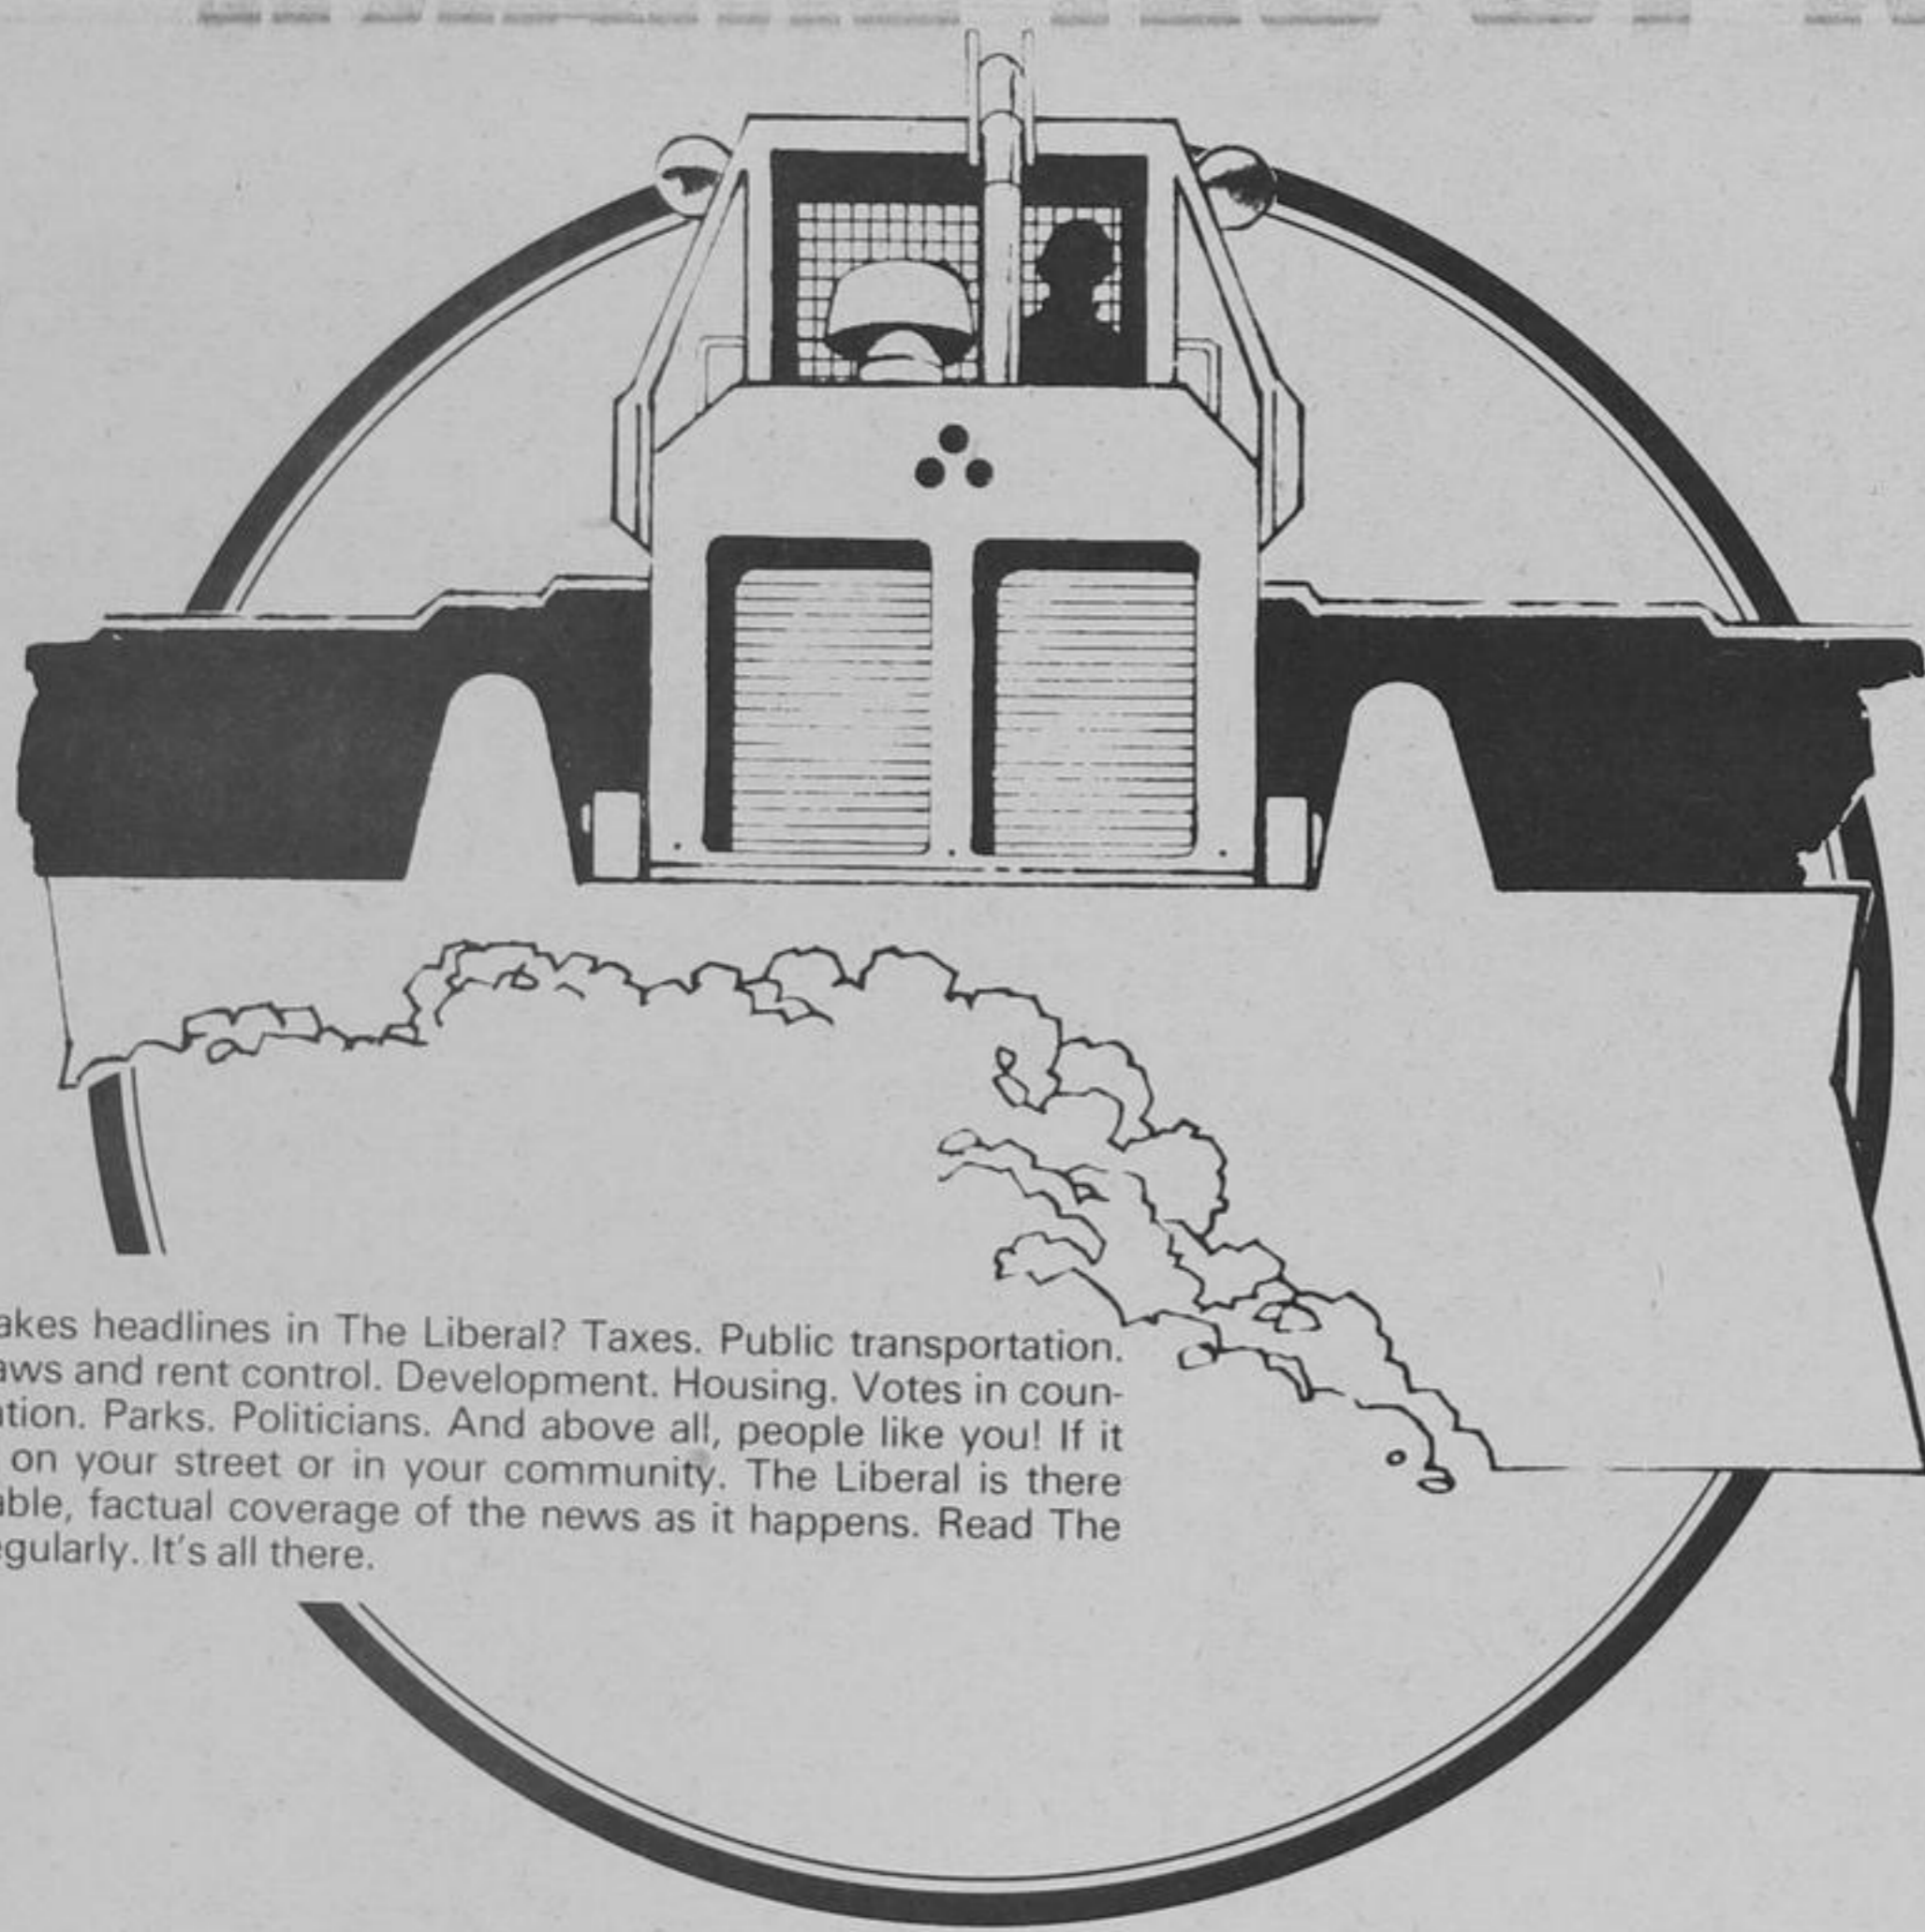 akes headlines in The Liberal? Taxes. Public transportation.
aws and rent control. Development. Housing. Votes in coun-
ation. Parks. Politicians. And above all, people like you! If it
on your street or in your community. The Liberal is there
able, factual coverage of the news as it happens. Read The
egularly. It's all there.